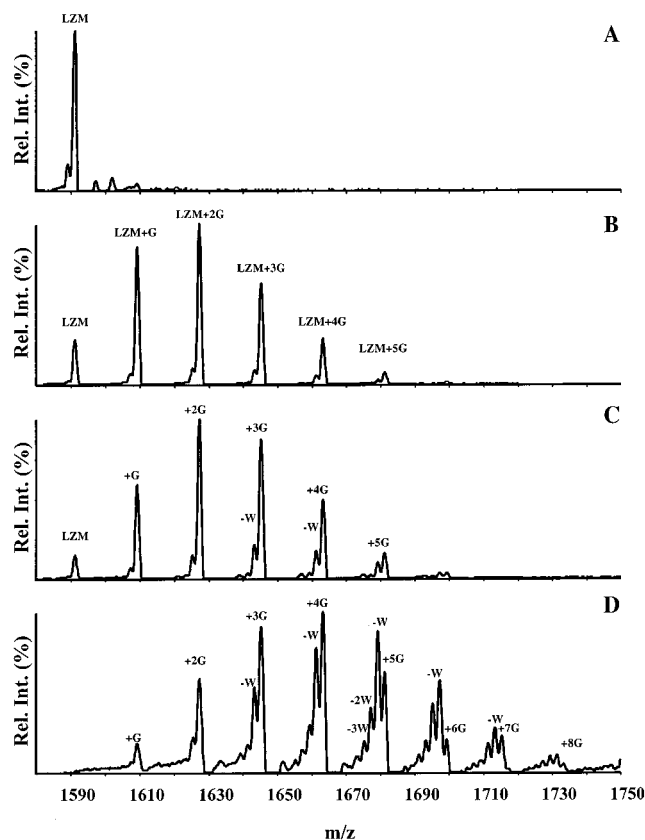 LZM
A
Rel. Int. (%)
LZM+2G
B
LZM+G
LZM+3G
LZM
LZM+4G
LZM+5G
Rel. Int. (%)
+2G
C
+3G
+G
+4G
-W
-W
LZM
+5G
Rel. Int. (%)
+4G
D
+3G
-W
-W
+2G
-W
+5G
-W
-W
-2W
-3W
-W
+6G
+7G
+G
+8G
Rel. Int. (%)
1590 1610 1630 1650 1670 1690 1710 1730 1750
m/z